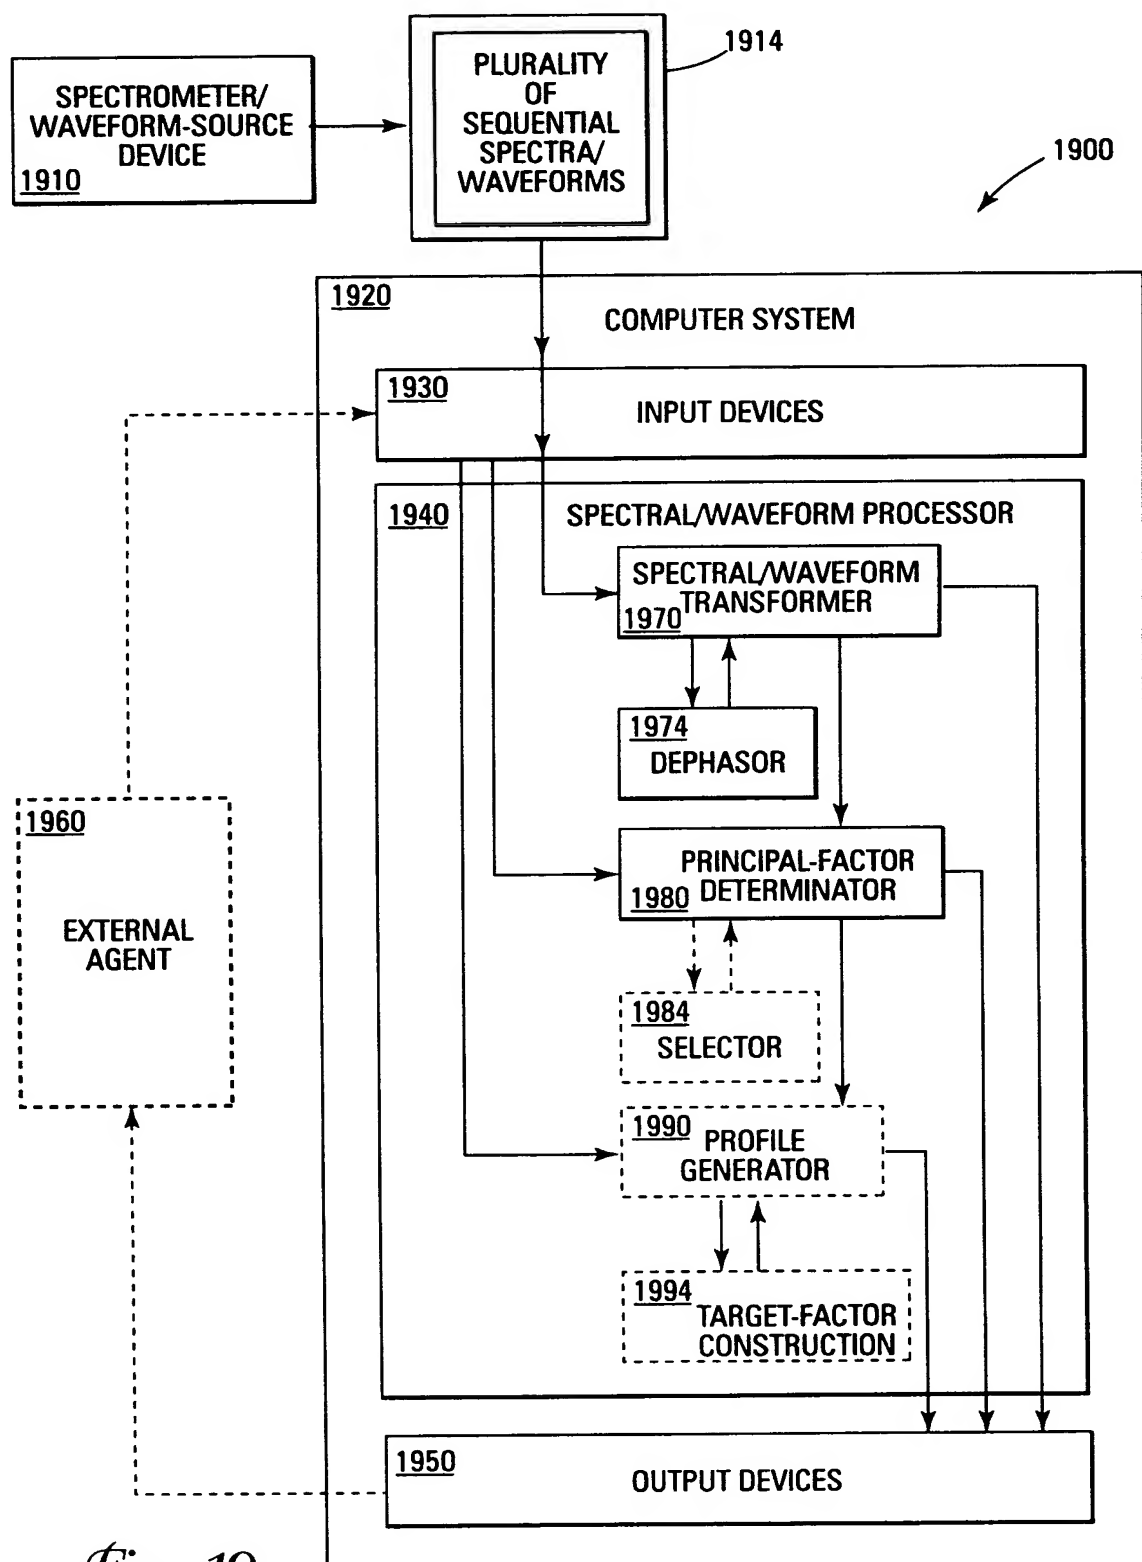 1914
PLURALITY
OF
SEQUENTIAL
SPECTRA/
WAVEFORMS
SPECTROMETER/
WAVEFORM-SOURCE
DEVICE
1910
1900
1920
COMPUTER SYSTEM
1930
INPUT DEVICES
1940
SPECTRAL/WAVEFORM PROCESSOR
SPECTRAL/WAVEFORM
TRANSFORMER
1970
1974
DEPHASOR
1960
EXTERNAL
AGENT
PRINCIPAL-FACTOR
DETERMINATOR
1980
1984
SELECTOR
1990
PROFILE
GENERATOR
1994
TARGET-FACTOR
CONSTRUCTION
1950
OUTPUT DEVICES